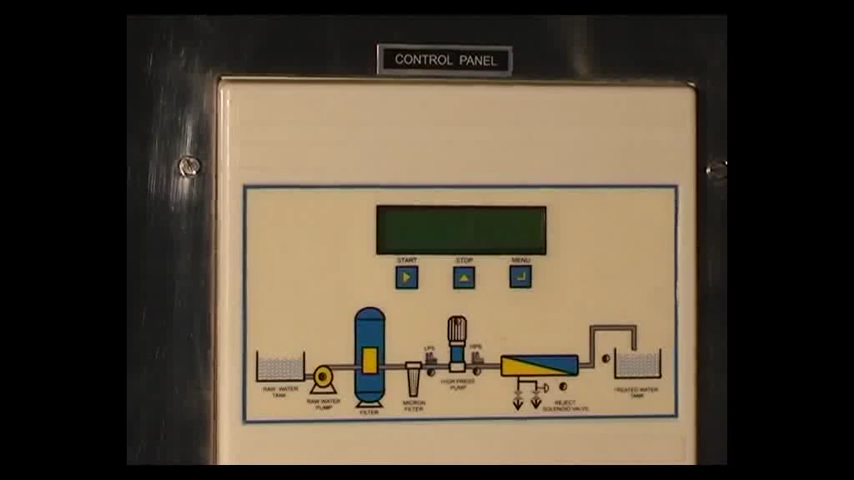 CONTROL PANEL
START STOP MENU
LPS HPS
RAW WATER
TANK
RAW WATER
PUMP
FILTER
MICRON
FILTER
HIGH PRESS
PUMP
REJECT
SOLENOID VALVE
TREATED WATER
TANK